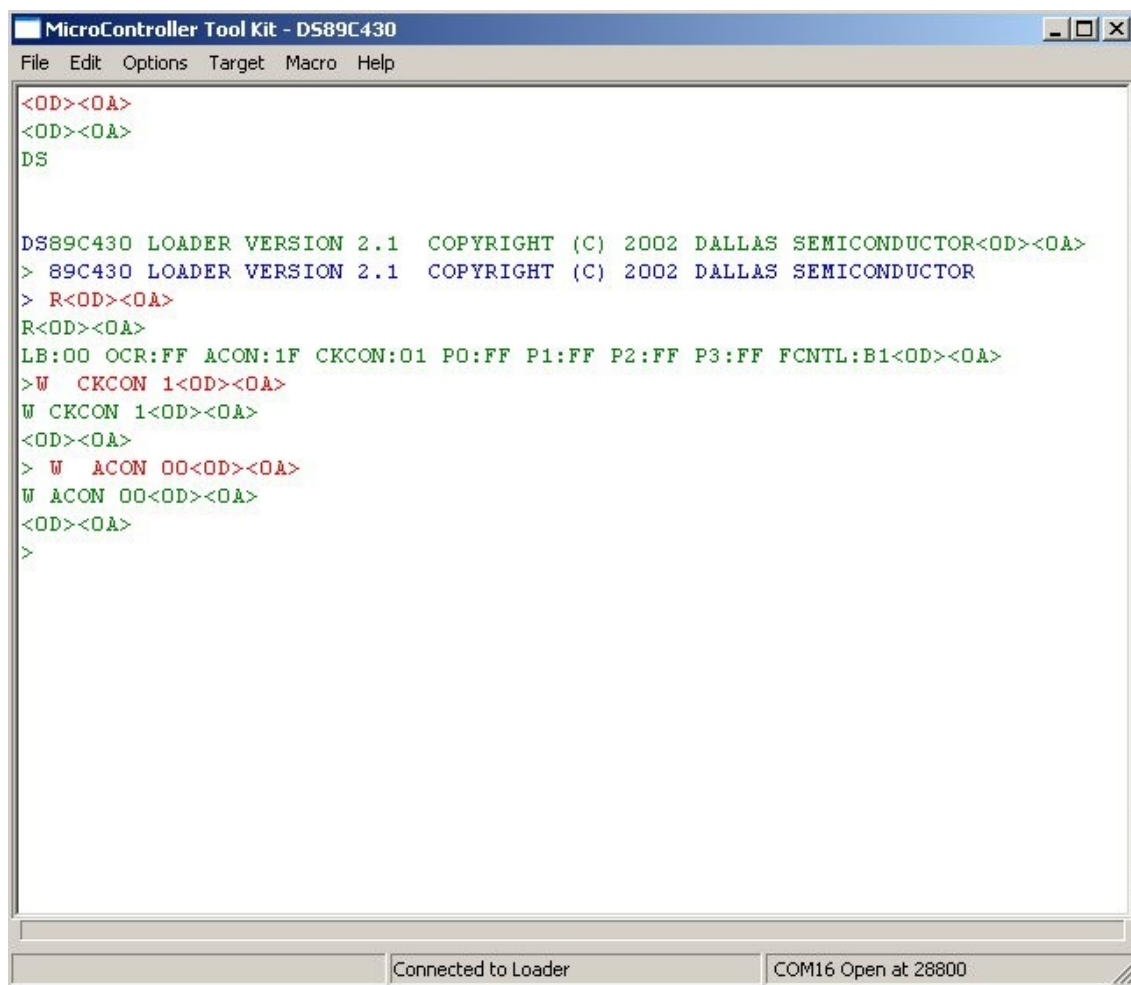 MicroController Tool Kit - DS89C430
File Edit Options Target Macro Help
<0D><0A>
<0D><0A>
DS
DS89C430 LOADER VERSION 2.1  COPYRIGHT (C) 2002 DALLAS SEMICONDUCTOR<0D><0A>
> 89C430 LOADER VERSION 2.1  COPYRIGHT (C) 2002 DALLAS SEMICONDUCTOR
> R<0D><0A>
R<0D><0A>
LB:00 OCR:FF ACON:1F CKCON:01 P0:FF P1:FF P2:FF P3:FF FCNTL:B1<0D><0A>
>W  CKCON 1<0D><0A>
W CKCON 1<0D><0A>
<0D><0A>
> W  ACON 00<0D><0A>
W ACON 00<0D><0A>
<0D><0A>
>
Connected to Loader
COM16 Open at 28800